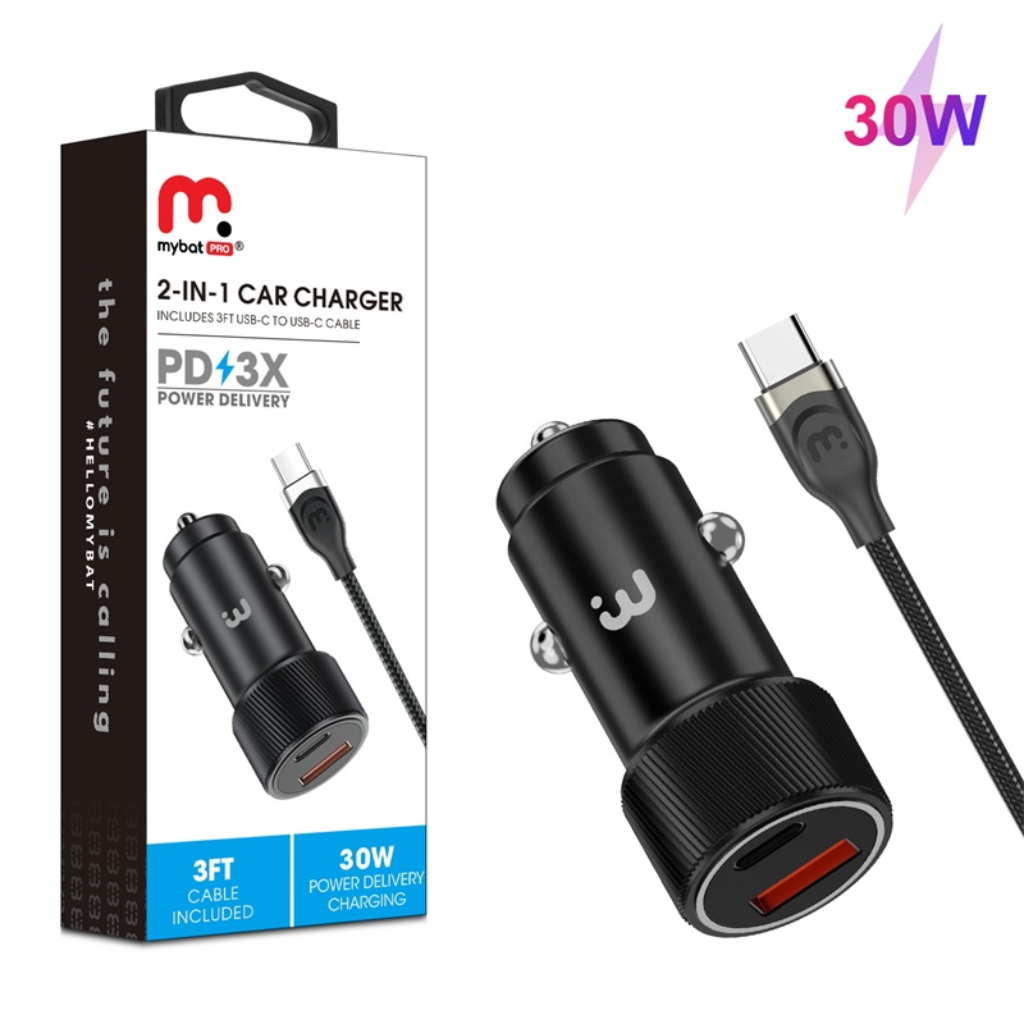 30W
mybat PRO®
2-IN-1 CAR CHARGER
INCLUDES 3FT USB-C TO USB-C CABLE
PD 3X
POWER DELIVERY
the future is calling
#HELLOMYBAT
3FT
CABLE
INCLUDED
30W
POWER DELIVERY
CHARGING